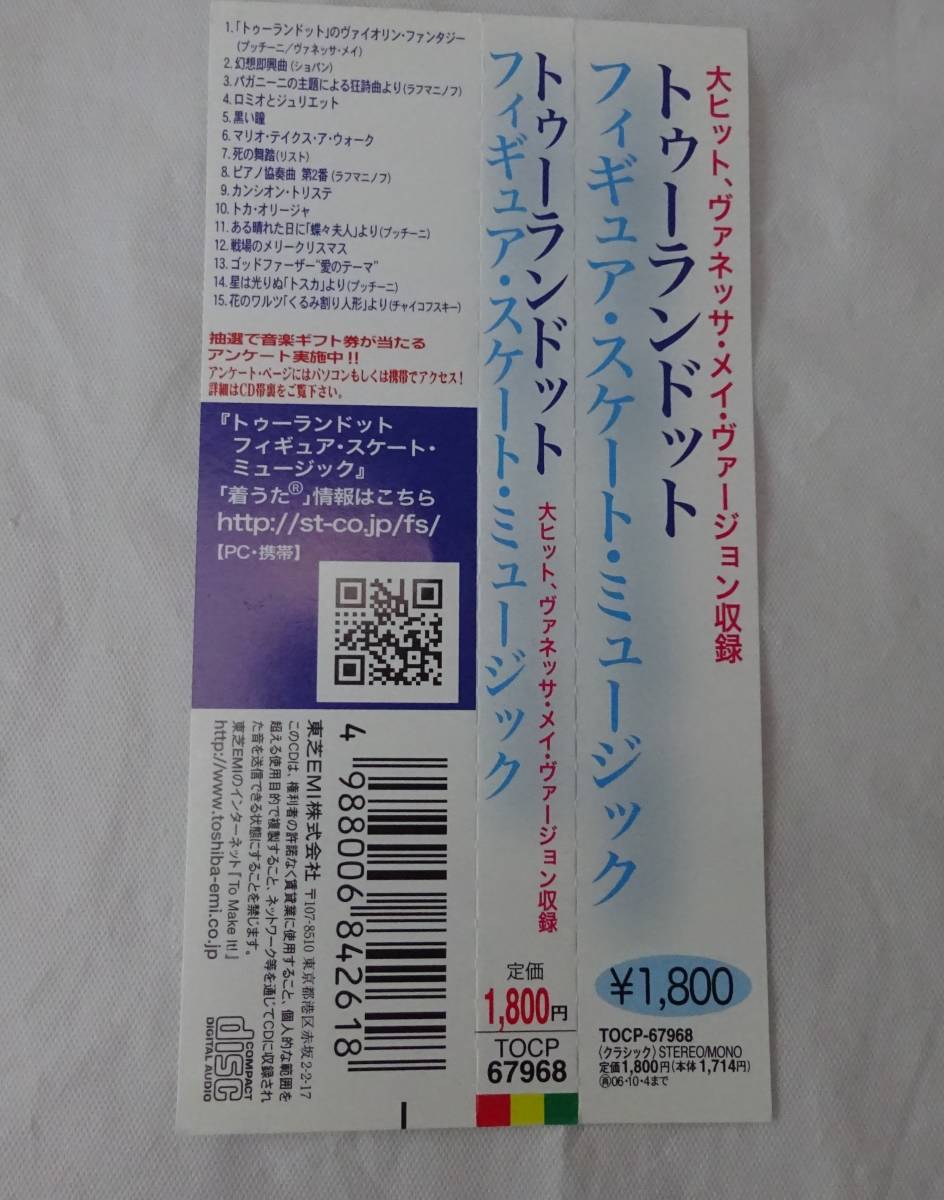 1.「トゥーランドット」のヴァイオリン・ファンタジー
(プッチーニ/ヴァネッサ・メイ)
2. 幻想即興曲 (ショパン)
3. パガニーニの主題による狂詩曲より(ラフマニノフ)
4. ロミオとジュリエット
5. 黒い瞳
6. マリオ・テイクス・ア・ウォーク
7. 死の舞踏(リスト)
8. ピアノ協奏曲 第2番 (ラフマニノフ)
9. カンシオン・トリステ
10. トカ・オリージャ
11. ある晴れた日に「蝶々夫人」より(プッチーニ)
12. 戦場のメリークリスマス
13. ゴッドファーザー“愛のテーマ”
14. 星は光りぬ「トスカ」より(プッチーニ)
15. 花のワルツ「くるみ割り人形」より(チャイコフスキー)
抽選で音楽ギフト券が当たる
アンケート実施中!!
アンケート・ページにはパソコンもしくは携帯でアクセス!
詳細はCD帯裏をご覧下さい。
『トゥーランドット
フィギュア・スケート・
ミュージック』
「着うた®」情報はこちら
http://st-co.jp/fs/
【PC・携帯】
4 988006 842618
東芝EMI株式会社 〒107-8510 東京都港区赤坂2-2-17
このCDは、権利者の許諾なく賃貸業に使用すること、個人的な範囲を
超える使用目的で複製すること、ネットワーク等を通じてCDに収録され
た音を送信できる状態にすることを禁じます。
東芝EMIのインターネット『To Make It!』
http://www.toshiba-emi.co.jp
COMPACT
disc
DIGITAL AUDIO
トゥーランドット
フィギュア・スケート・ミュージック
大ヒット、ヴァネッサ・メイ・ヴァージョン収録
定価
1,800円
TOCP
67968
大ヒット、ヴァネッサ・メイ・ヴァージョン収録
トゥーランドット
フィギュア・スケート・ミュージック
¥1,800
TOCP-67968
〈クラシック〉STEREO/MONO
定価1,800円(本体1,714円)
㊢06・10・4まで